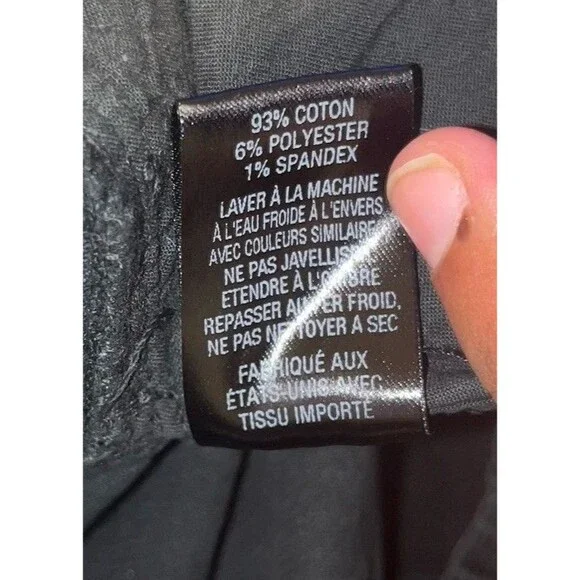 93% COTON
6% POLYESTER
1% SPANDEX
LAVER À LA MACHINE
À L'EAU FROIDE À L'ENVERS
AVEC COULEURS SIMILAIRES
NE PAS JAVELLISER
ETENDRE À L'OMBRE
REPASSER AU FER FROID,
NE PAS NETTOYER À SEC
FABRIQUÉ AUX
ÉTATS-UNIS AVEC
TISSU IMPORTE